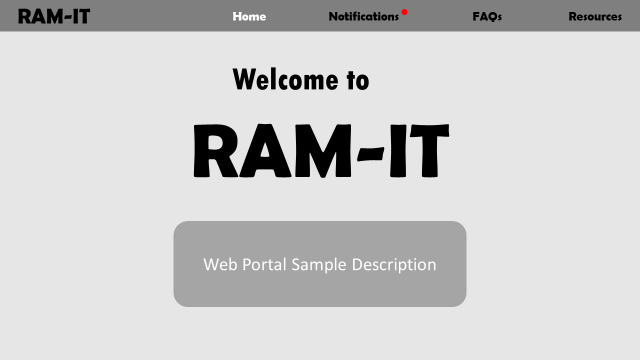 RAM-IT Home Notifications FAQs Resources
Welcome to
RAM-IT
Web Portal Sample Description